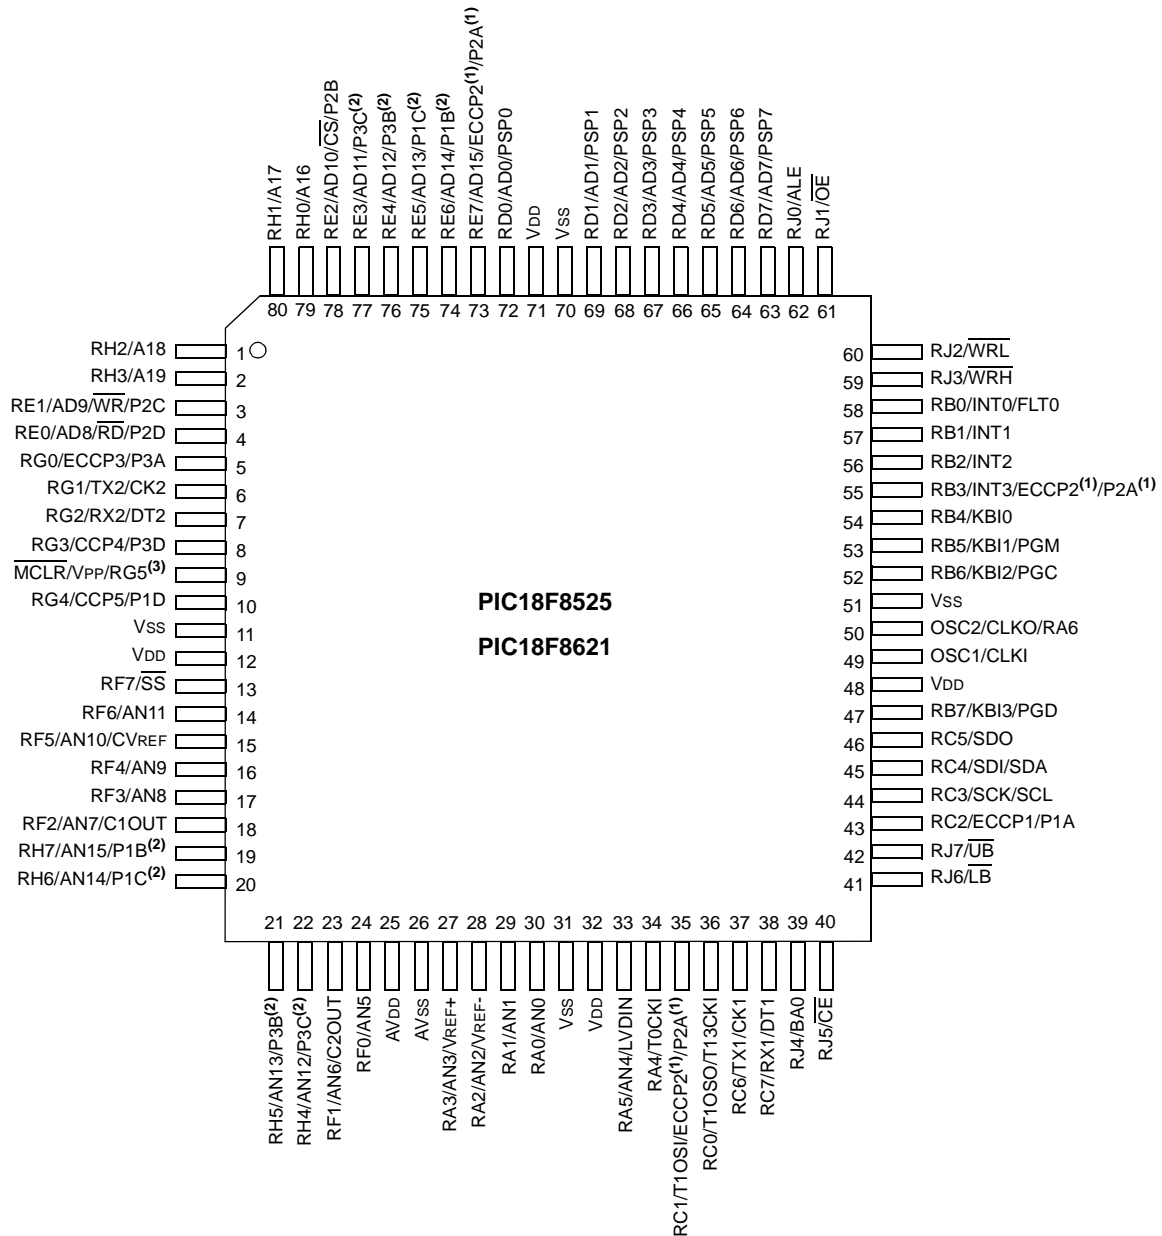 RH1/A17
RH0/A16
RE2/AD10/C̅S̅/P2B
RE3/AD11/P3C(2)
RE4/AD12/P3B(2)
RE5/AD13/P1C(2)
RE6/AD14/P1B(2)
RE7/AD15/ECCP2(1)/P2A(1)
RD0/AD0/PSP0
VDD
VSS
RD1/AD1/PSP1
RD2/AD2/PSP2
RD3/AD3/PSP3
RD4/AD4/PSP4
RD5/AD5/PSP5
RD6/AD6/PSP6
RD7/AD7/PSP7
RJ0/ALE
RJ1/O̅E̅
80 79 78 77 76 75 74 73 72 71 70 69 68 67 66 65 64 63 62 61
RH2/A18 1
RH3/A19 2
RE1/AD9/W̅R̅/P2C 3
RE0/AD8/R̅D̅/P2D 4
RG0/ECCP3/P3A 5
RG1/TX2/CK2 6
RG2/RX2/DT2 7
RG3/CCP4/P3D 8
M̅C̅L̅R̅/VPP/RG5(3) 9
RG4/CCP5/P1D 10
VSS 11
VDD 12
RF7/S̅S̅ 13
RF6/AN11 14
RF5/AN10/CVREF 15
RF4/AN9 16
RF3/AN8 17
RF2/AN7/C1OUT 18
RH7/AN15/P1B(2) 19
RH6/AN14/P1C(2) 20
PIC18F8525
PIC18F8621
60 RJ2/W̅R̅L̅
59 RJ3/W̅R̅H̅
58 RB0/INT0/FLT0
57 RB1/INT1
56 RB2/INT2
55 RB3/INT3/ECCP2(1)/P2A(1)
54 RB4/KBI0
53 RB5/KBI1/PGM
52 RB6/KBI2/PGC
51 VSS
50 OSC2/CLKO/RA6
49 OSC1/CLKI
48 VDD
47 RB7/KBI3/PGD
46 RC5/SDO
45 RC4/SDI/SDA
44 RC3/SCK/SCL
43 RC2/ECCP1/P1A
42 RJ7/U̅B̅
41 RJ6/L̅B̅
21 22 23 24 25 26 27 28 29 30 31 32 33 34 35 36 37 38 39 40
RH5/AN13/P3B(2)
RH4/AN12/P3C(2)
RF1/AN6/C2OUT
RF0/AN5
AVDD
AVSS
RA3/AN3/VREF+
RA2/AN2/VREF-
RA1/AN1
RA0/AN0
VSS
VDD
RA5/AN4/LVDIN
RA4/T0CKI
RC1/T1OSI/ECCP2(1)/P2A(1)
RC0/T1OSO/T13CKI
RC6/TX1/CK1
RC7/RX1/DT1
RJ4/BA0
RJ5/C̅E̅